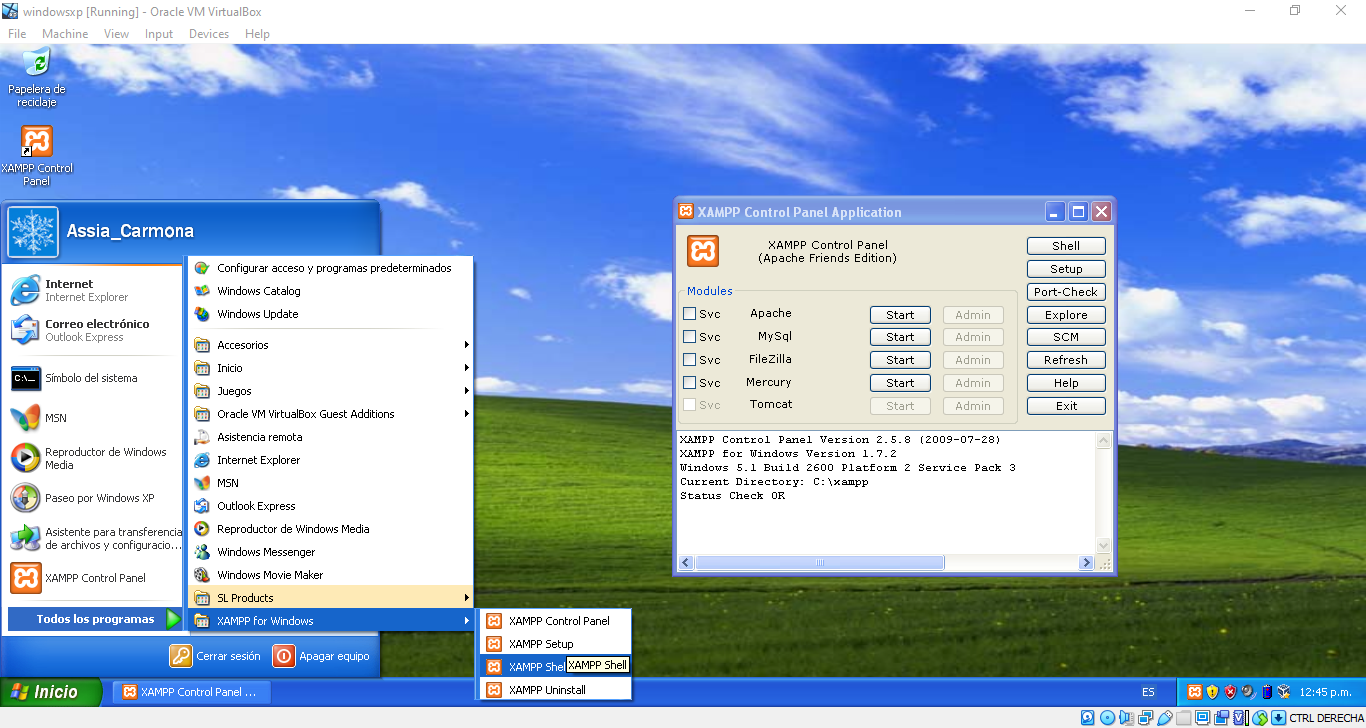 windowsxp [Running] - Oracle VM VirtualBox
File Machine View Input Devices Help
Papelera de
reciclaje
XAMPP Control
Panel
Assia_Carmona
Internet
Internet Explorer
Correo electrónico
Outlook Express
C:\_
Símbolo del sistema
MSN
Reproductor de Windows
Media
Paseo por Windows XP
Asistente para transferencia
de archivos y configuracio...
XAMPP Control Panel
Todos los programas
Cerrar sesión
Apagar equipo
Configurar acceso y programas predeterminados
Windows Catalog
Windows Update
Accesorios
Inicio
Juegos
Oracle VM VirtualBox Guest Additions
Asistencia remota
Internet Explorer
MSN
Outlook Express
Reproductor de Windows Media
Windows Messenger
Windows Movie Maker
SL Products
XAMPP for Windows
XAMPP Control Panel
XAMPP Setup
XAMPP Shel
XAMPP Shell
XAMPP Uninstall
XAMPP Control Panel Application
XAMPP Control Panel
(Apache Friends Edition)
Modules
Svc Apache Start Admin
Svc MySql Start Admin
Svc FileZilla Start Admin
Svc Mercury Start Admin
Svc Tomcat Start Admin
Shell
Setup
Port-Check
Explore
SCM
Refresh
Help
Exit
XAMPP Control Panel Version 2.5.8 (2009-07-28)
XAMPP for Windows Version 1.7.2
Windows 5.1 Build 2600 Platform 2 Service Pack 3
Current Directory: C:\xampp
Status Check OK
Inicio
XAMPP Control Panel ...
ES
12:45 p.m.
CTRL DERECHA